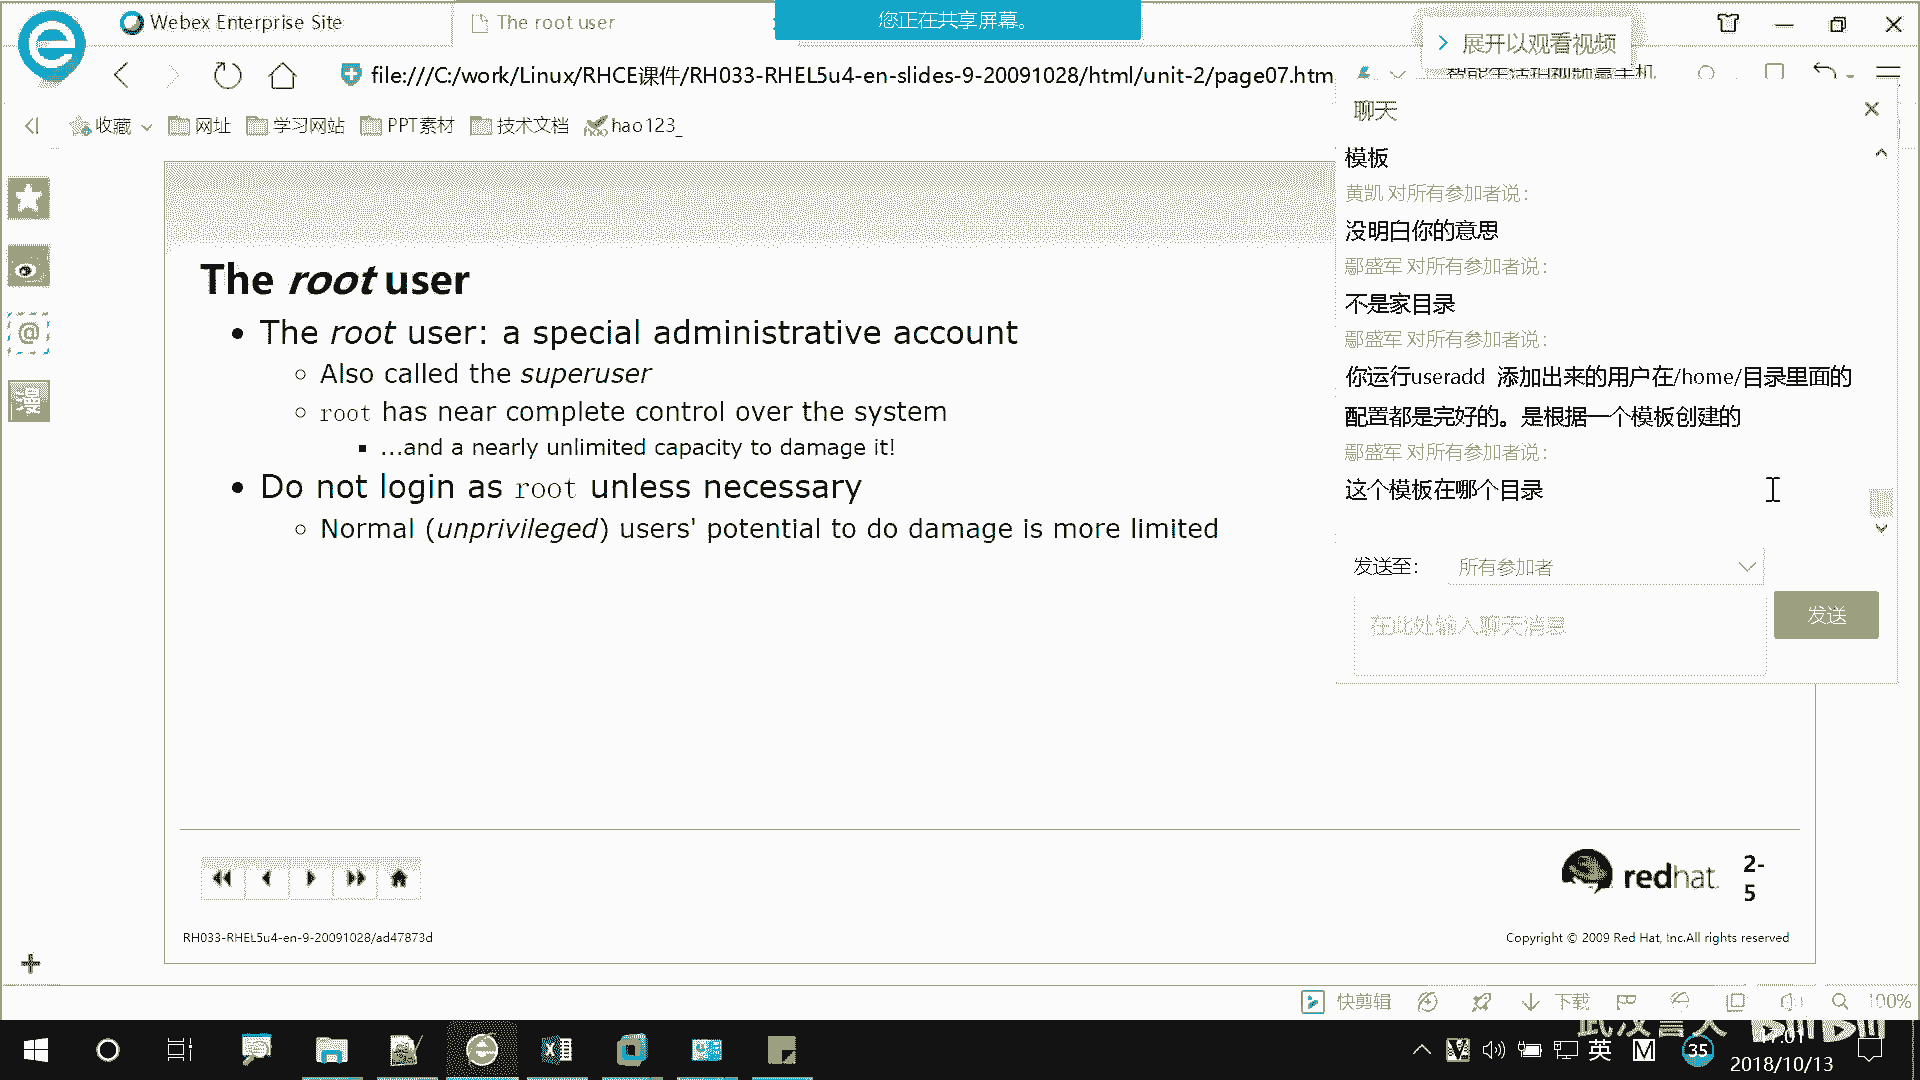 Webex Enterprise Site
The root user
您正在共享屏幕。
展开以观看视频
file:///C:/work/Linux/RHCE课件/RH033-RHEL5u4-en-slides-9-20091028/html/unit-2/page07.htm
收藏
网址
学习网站
PPT素材
技术文档
hao123_
聊天
模板
黄凯 对所有参加者说:
没明白你的意思
鄢盛军 对所有参加者说:
不是家目录
鄢盛军 对所有参加者说:
你运行useradd 添加出来的用户在/home/目录里面的
配置都是完好的。是根据一个模板创建的
鄢盛军 对所有参加者说:
这个模板在哪个目录
发送至:
所有参加者
在此处输入聊天消息
发送
The root user
The root user: a special administrative account
Also called the superuser
root has near complete control over the system
...and a nearly unlimited capacity to damage it!
Do not login as root unless necessary
Normal (unprivileged) users' potential to do damage is more limited
redhat.
2-
5
RH033-RHEL5u4-en-9-20091028/ad47873d
Copyright © 2009 Red Hat, Inc.All rights reserved
快剪辑
下载
100%
英
35
2018/10/13